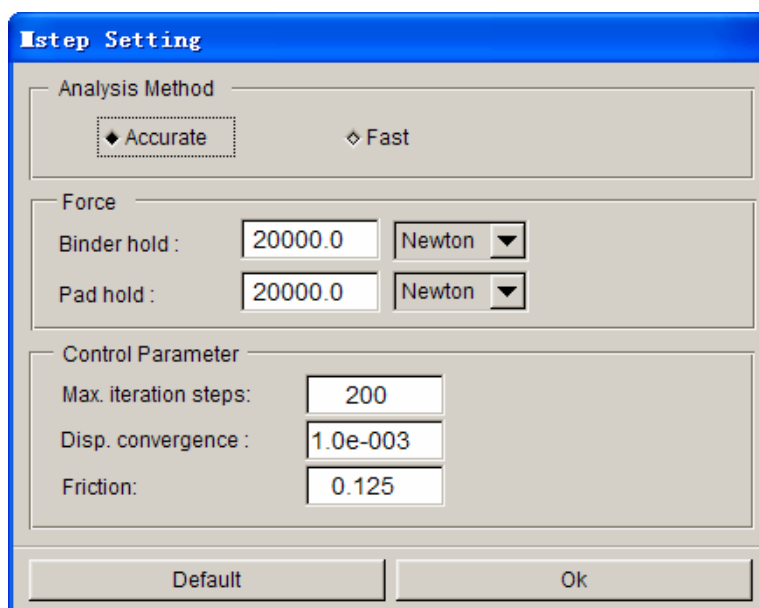 Mstep Setting
Analysis Method
Accurate Fast
Force
Binder hold : 20000.0 Newton
Pad hold : 20000.0 Newton
Control Parameter
Max. iteration steps: 200
Disp. convergence : 1.0e-003
Friction: 0.125
Default Ok